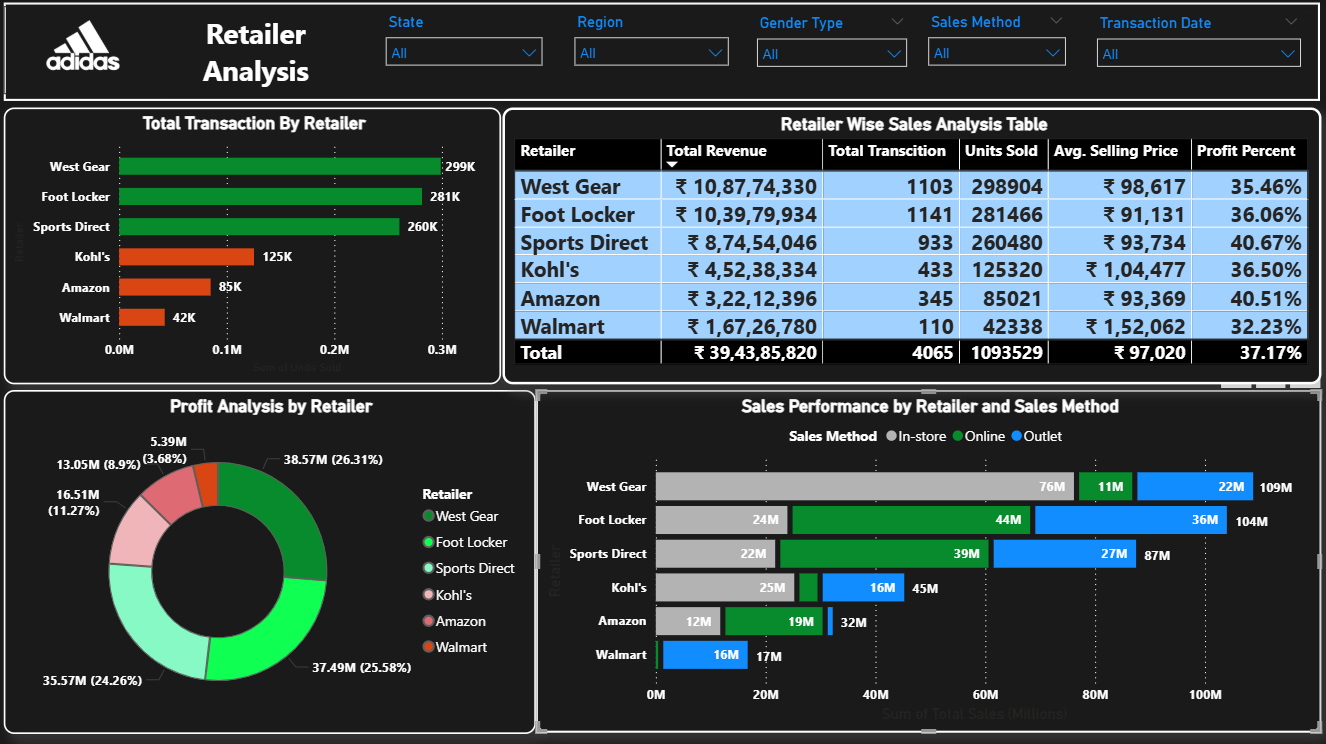 adidas
Retailer
Analysis
State
All
Region
All
Gender Type
All
Sales Method
All
Transaction Date
All
Total Transaction By Retailer
West Gear 299K
Foot Locker 281K
Sports Direct 260K
Kohl's 125K
Amazon 85K
Walmart 42K
0.0M 0.1M 0.2M 0.3M
Sum of Units Sold
Retailer
Retailer Wise Sales Analysis Table
Retailer Total Revenue Total Transcition Units Sold Avg. Selling Price Profit Percent
West Gear ₹ 10,87,74,330 1103 298904 ₹ 98,617 35.46%
Foot Locker ₹ 10,39,79,934 1141 281466 ₹ 91,131 36.06%
Sports Direct ₹ 8,74,54,046 933 260480 ₹ 93,734 40.67%
Kohl's ₹ 4,52,38,334 433 125320 ₹ 1,04,477 36.50%
Amazon ₹ 3,22,12,396 345 85021 ₹ 93,369 40.51%
Walmart ₹ 1,67,26,780 110 42338 ₹ 1,52,062 32.23%
Total ₹ 39,43,85,820 4065 1093529 ₹ 97,020 37.17%
Profit Analysis by Retailer
38.57M (26.31%)
37.49M (25.58%)
35.57M (24.26%)
16.51M
(11.27%)
13.05M (8.9%)
5.39M
(3.68%)
Retailer
West Gear
Foot Locker
Sports Direct
Kohl's
Amazon
Walmart
Sales Performance by Retailer and Sales Method
Sales Method In-store Online Outlet
West Gear 76M 11M 22M 109M
Foot Locker 24M 44M 36M 104M
Sports Direct 22M 39M 27M 87M
Kohl's 25M 16M 45M
Amazon 12M 19M 32M
Walmart 16M 17M
0M 20M 40M 60M 80M 100M
Sum of Total Sales (Millions)
Retailer